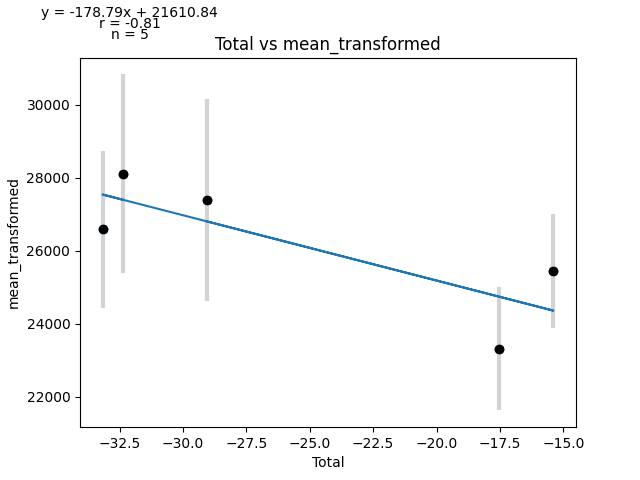 y = -178.79x + 21610.84
r = -0.81
n = 5
Total vs mean_transformed
30000
28000
26000
24000
22000
mean_transformed
−32.5 −30.0 −27.5 −25.0 −22.5 −20.0 −17.5 −15.0
Total